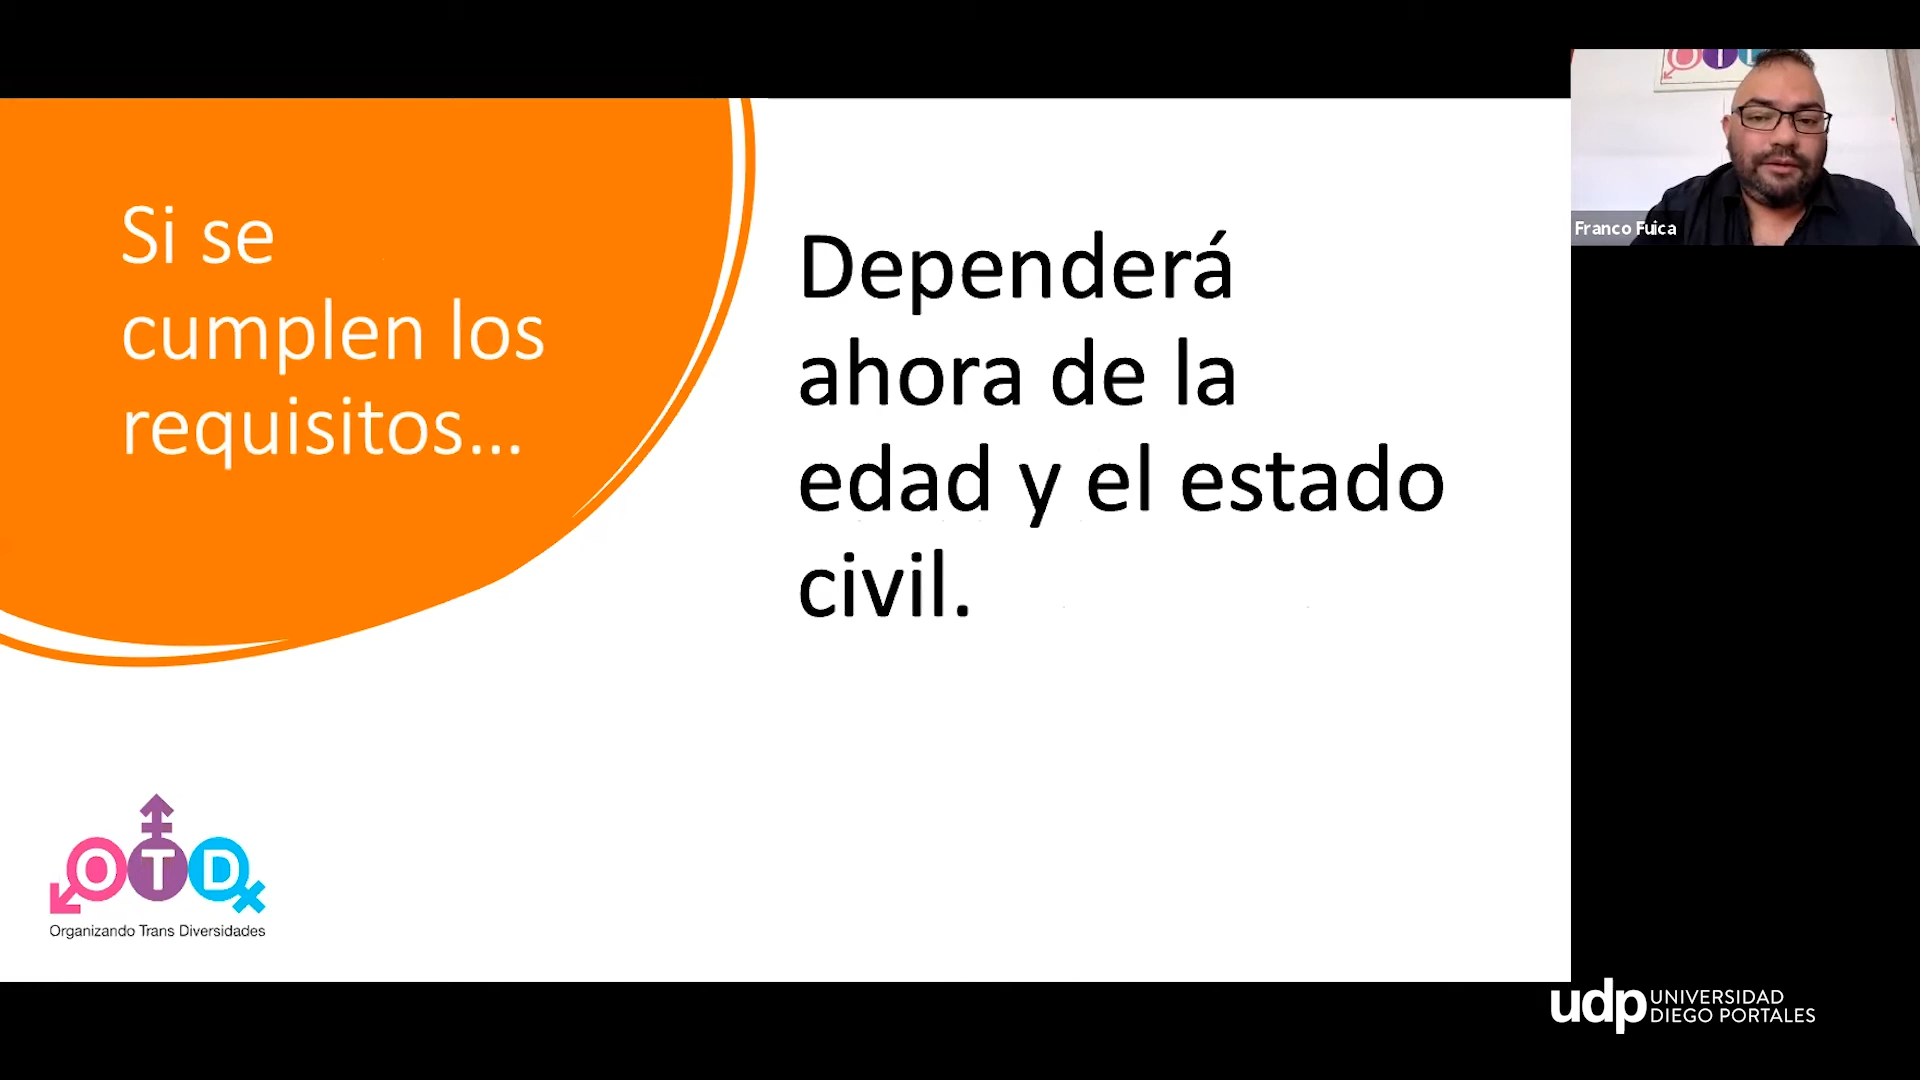 Si se
cumplen los
requisitos...
Dependerá
ahora de la
edad y el estado
civil.
Franco Fuica
OTD
Organizando Trans Diversidades
udp UNIVERSIDAD
DIEGO PORTALES